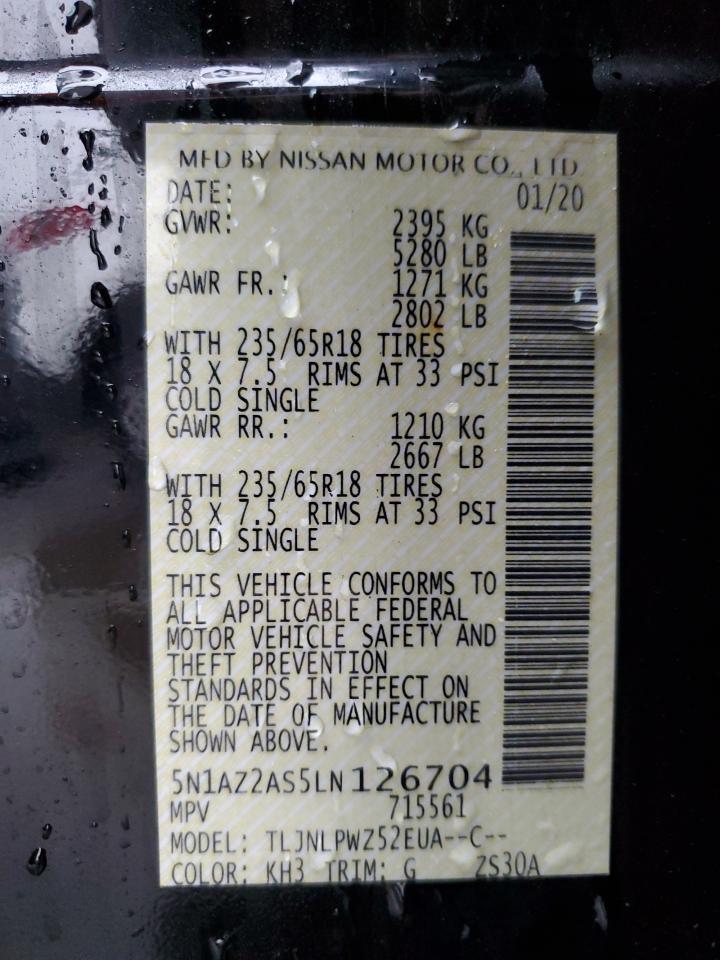 MFD BY NISSAN MOTOR CO., LTD
DATE: 01/20
GVWR: 2395 KG
5280 LB
GAWR FR.: 1271 KG
2802 LB
WITH 235/65R18 TIRES
18 X 7.5 RIMS AT 33 PSI
COLD SINGLE
GAWR RR.: 1210 KG
2667 LB
WITH 235/65R18 TIRES
18 X 7.5 RIMS AT 33 PSI
COLD SINGLE
THIS VEHICLE CONFORMS TO
ALL APPLICABLE FEDERAL
MOTOR VEHICLE SAFETY AND
THEFT PREVENTION
STANDARDS IN EFFECT ON
THE DATE OF MANUFACTURE
SHOWN ABOVE.
5N1AZ2AS5LN126704
MPV 715561
MODEL: TLJNLPWZ52EUA--C--
COLOR: KH3 TRIM: G ZS30A